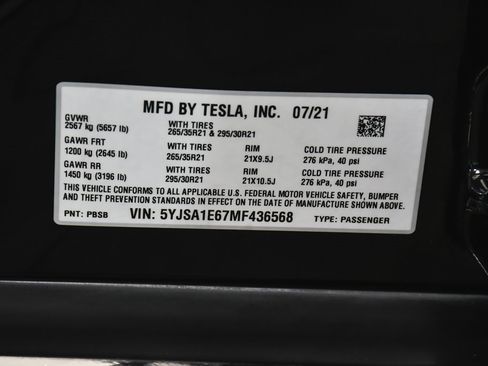 MFD BY TESLA, INC. 07/21
GVWR WITH TIRES
2567 kg (5657 lb) 265/35R21 & 295/30R21
GAWR FRT WITH TIRES RIM COLD TIRE PRESSURE
1200 kg (2645 lb) 265/35R21 21X9.5J 276 kPa, 40 psi
GAWR RR WITH TIRES RIM COLD TIRE PRESSURE
1450 kg (3196 lb) 295/30R21 21X10.5J 276 kPa, 40 psi
THIS VEHICLE CONFORMS TO ALL APPLICABLE U.S. FEDERAL MOTOR VEHICLE SAFETY, BUMPER
AND THEFT PREVENTION STANDARDS IN EFFECT ON THE DATE OF MANUFACTURE SHOWN ABOVE.
PNT: PBSB VIN: 5YJSA1E67MF436568 TYPE: PASSENGER